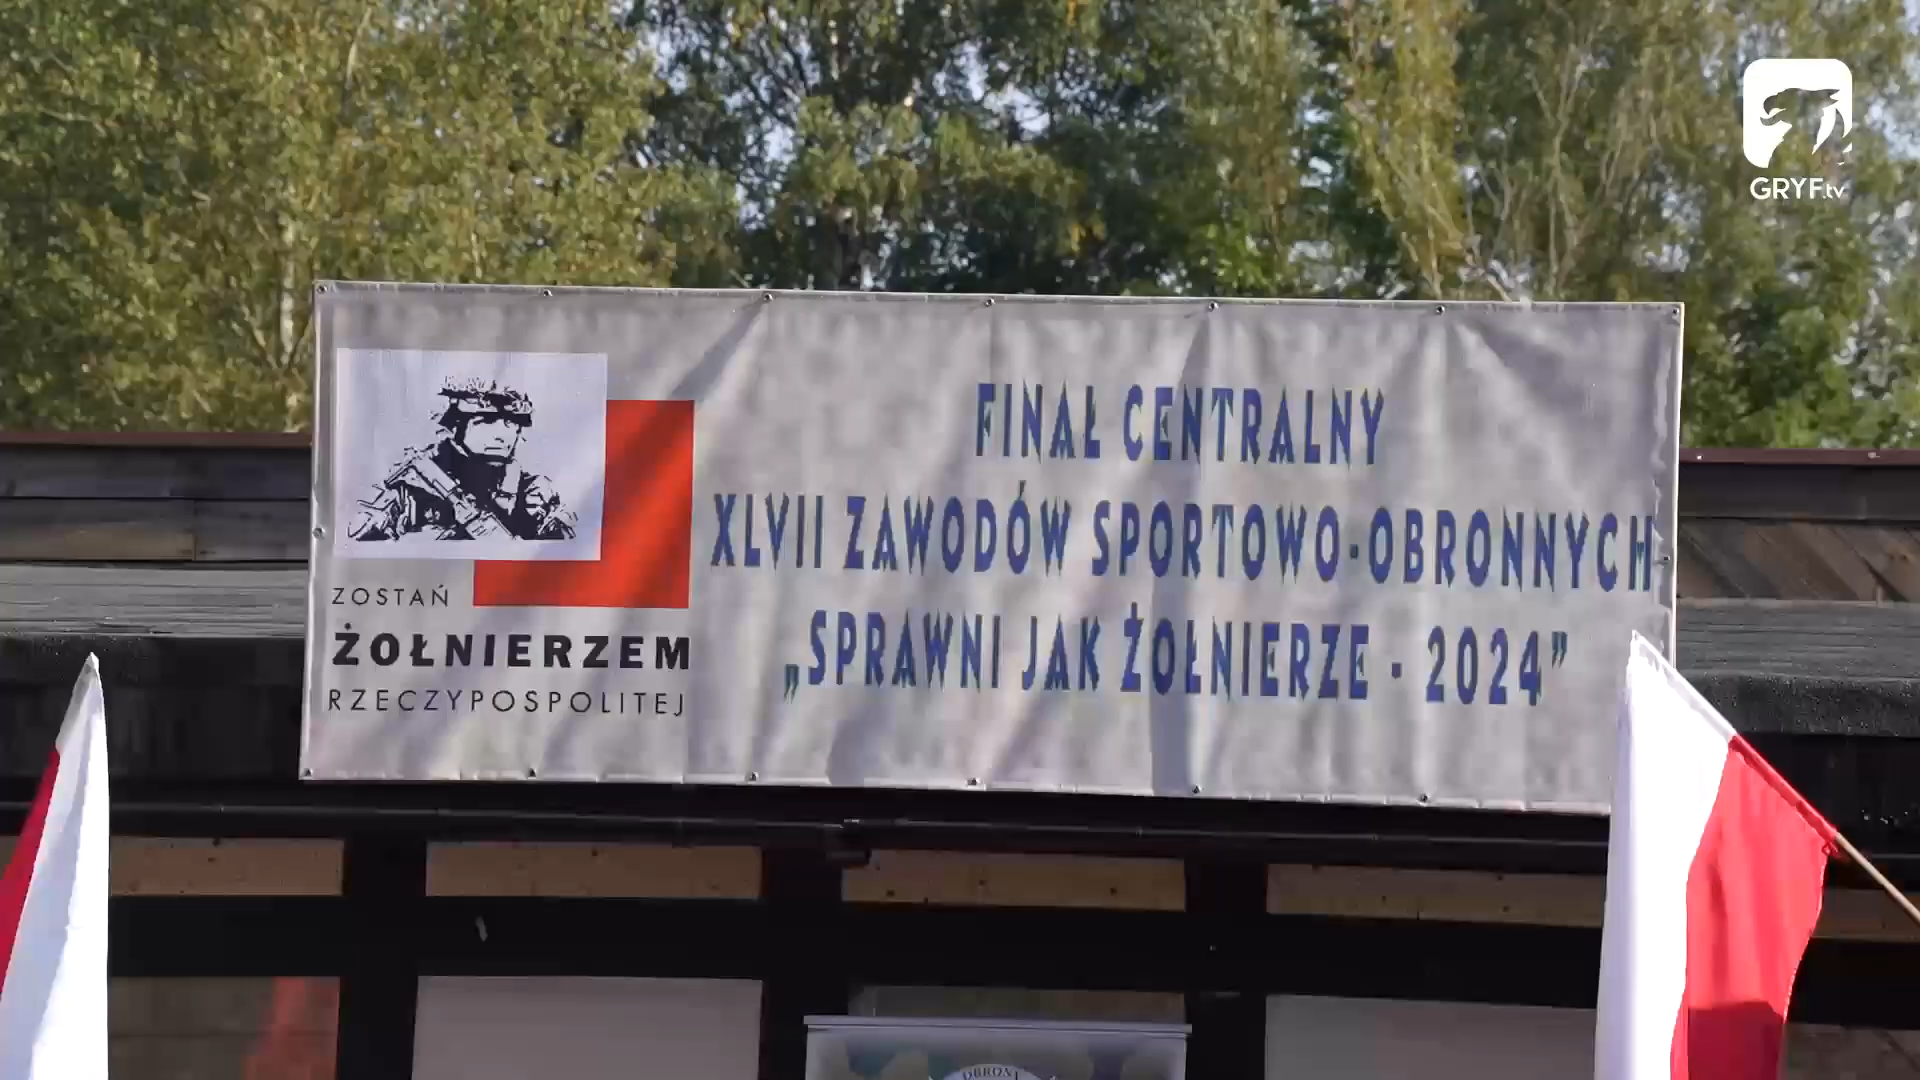 GRYF.tv
FINAŁ CENTRALNY
XLVII ZAWODÓW SPORTOWO-OBRONNYCH
„SPRAWNI JAK ŻOŁNIERZE - 2024”
ZOSTAŃ
ŻOŁNIERZEM
RZECZYPOSPOLITEJ